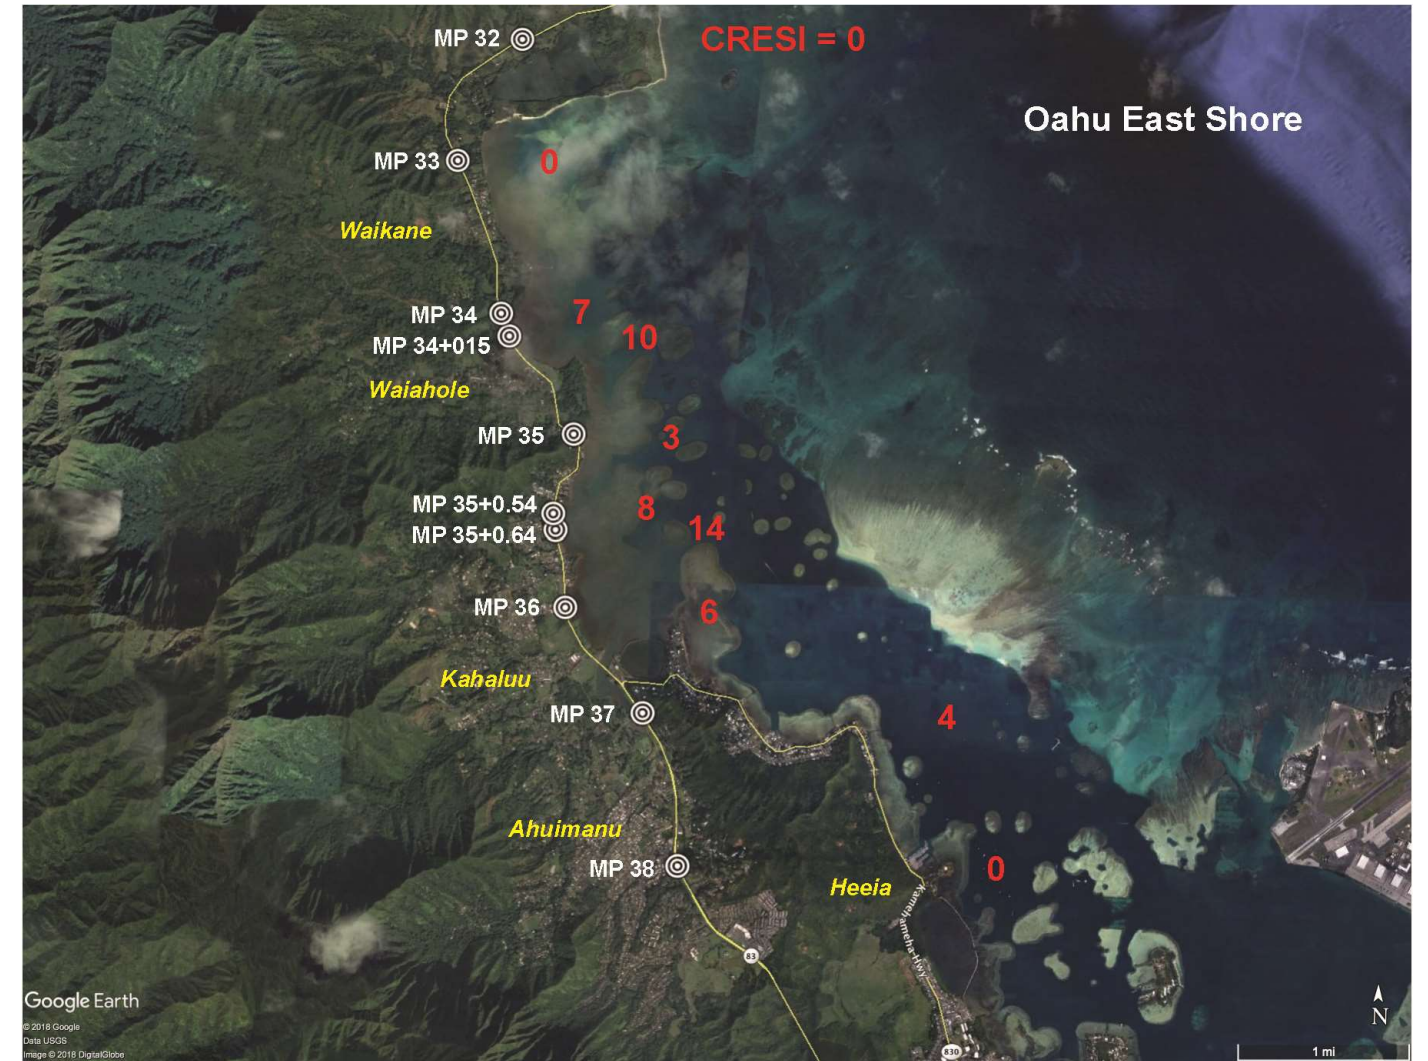 MP 32
CRESI = 0
Oahu East Shore
MP 33
0
Waikane
7
MP 34
10
MP 34+015
Waiahole
MP 35
3
MP 35+0.54
8
14
MP 35+0.64
MP 36
6
Kahaluu
MP 37
4
Ahuimanu
MP 38
0
Heeia
Kamehameha-Hwy
83
Google Earth
N
© 2018 Google
Data USGS
Image © 2018 DigitalGlobe
830
1 mi